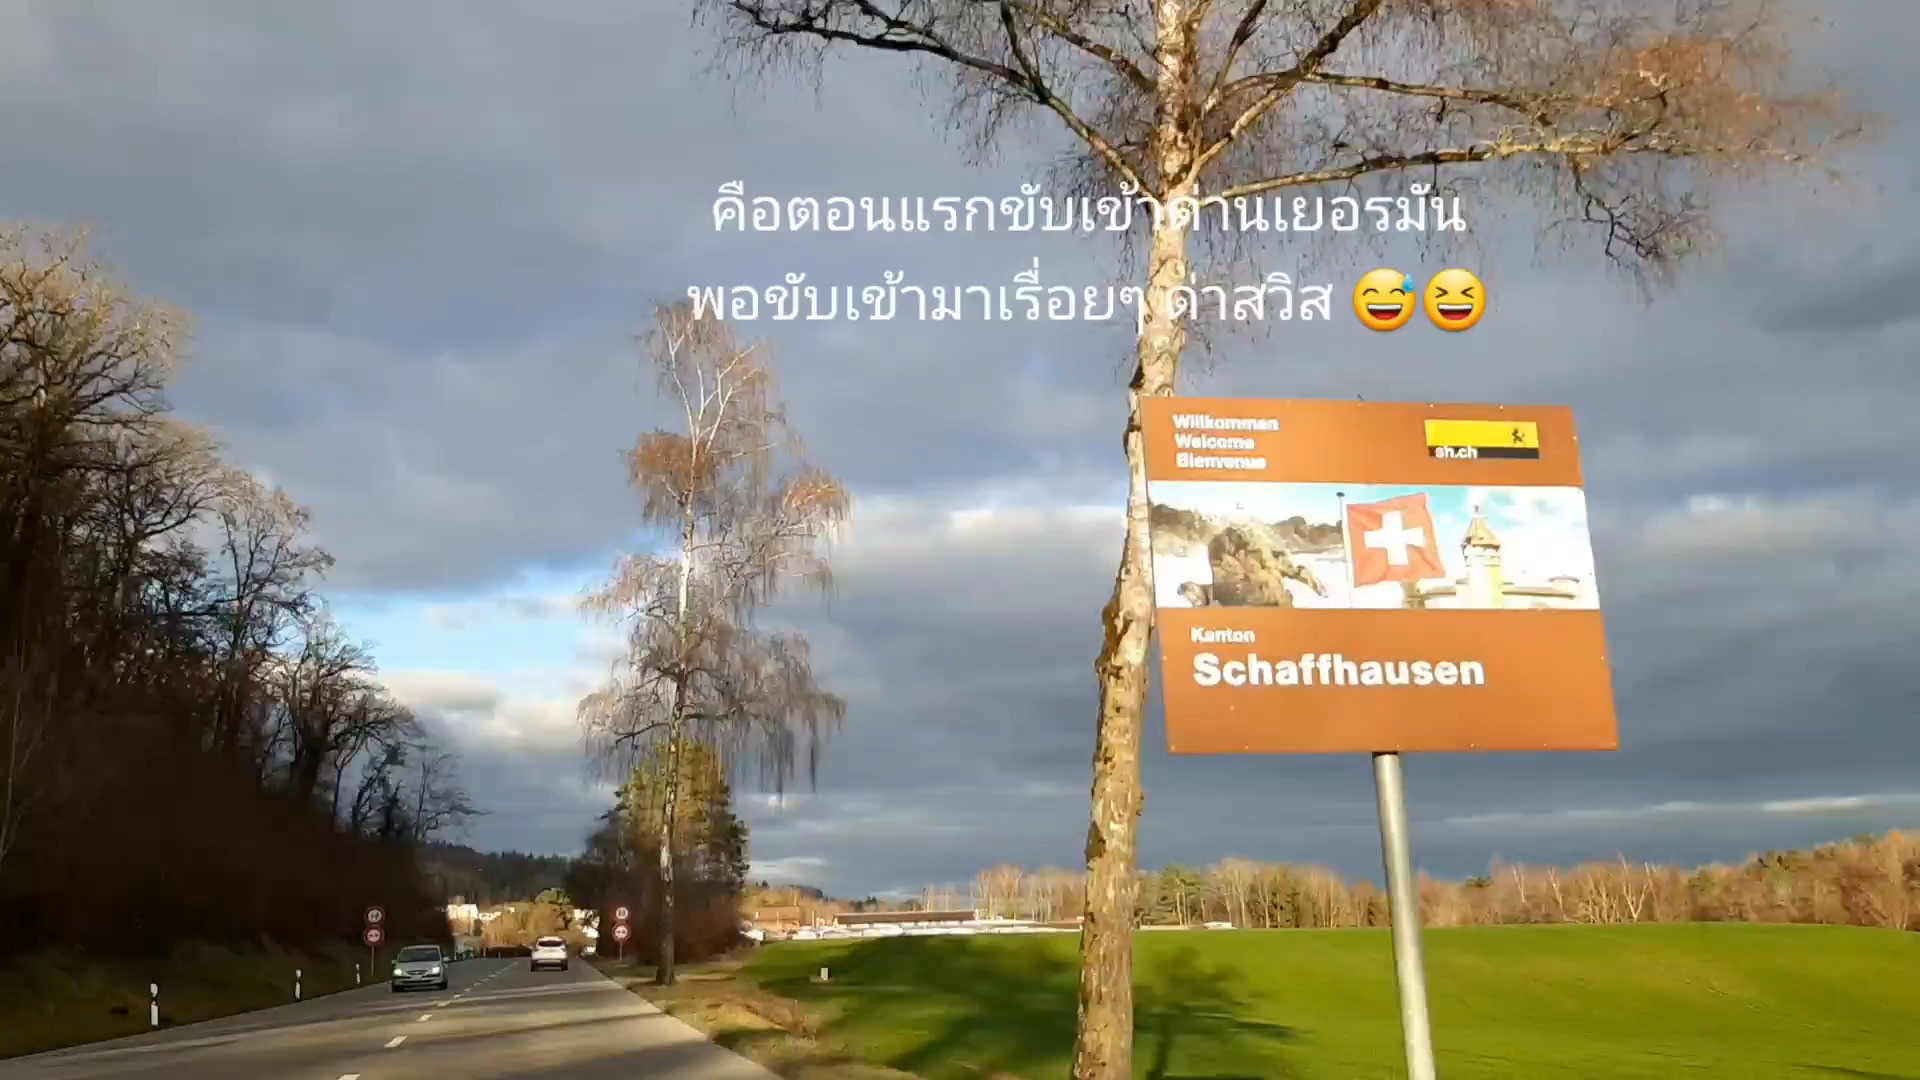 คือตอนแรกขับเข้าด่านเยอรมัน
พอขับเข้ามาเรื่อยๆ ด่าสวิส 😅😆
Willkommen
Welcome
Bienvenue
sh.ch
Kanton
Schaffhausen